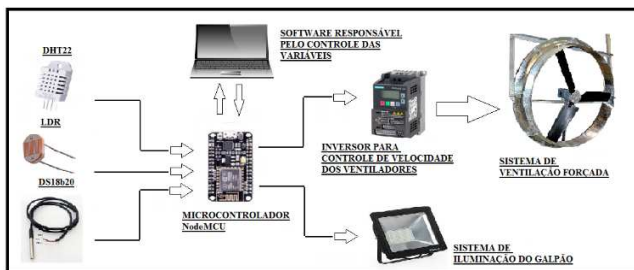 DHT22
LDR
DS18b20
SOFTWARE RESPONSÁVEL
PELO CONTROLE DAS
VARIÁVEIS
MICROCONTROLADOR
NodeMCU
INVERSOR PARA
CONTROLE DE VELOCIDADE
DOS VENTILADORES
SISTEMA DE
VENTILAÇÃO FORÇADA
SISTEMA DE
ILUMINAÇÃO DO GALPÃO